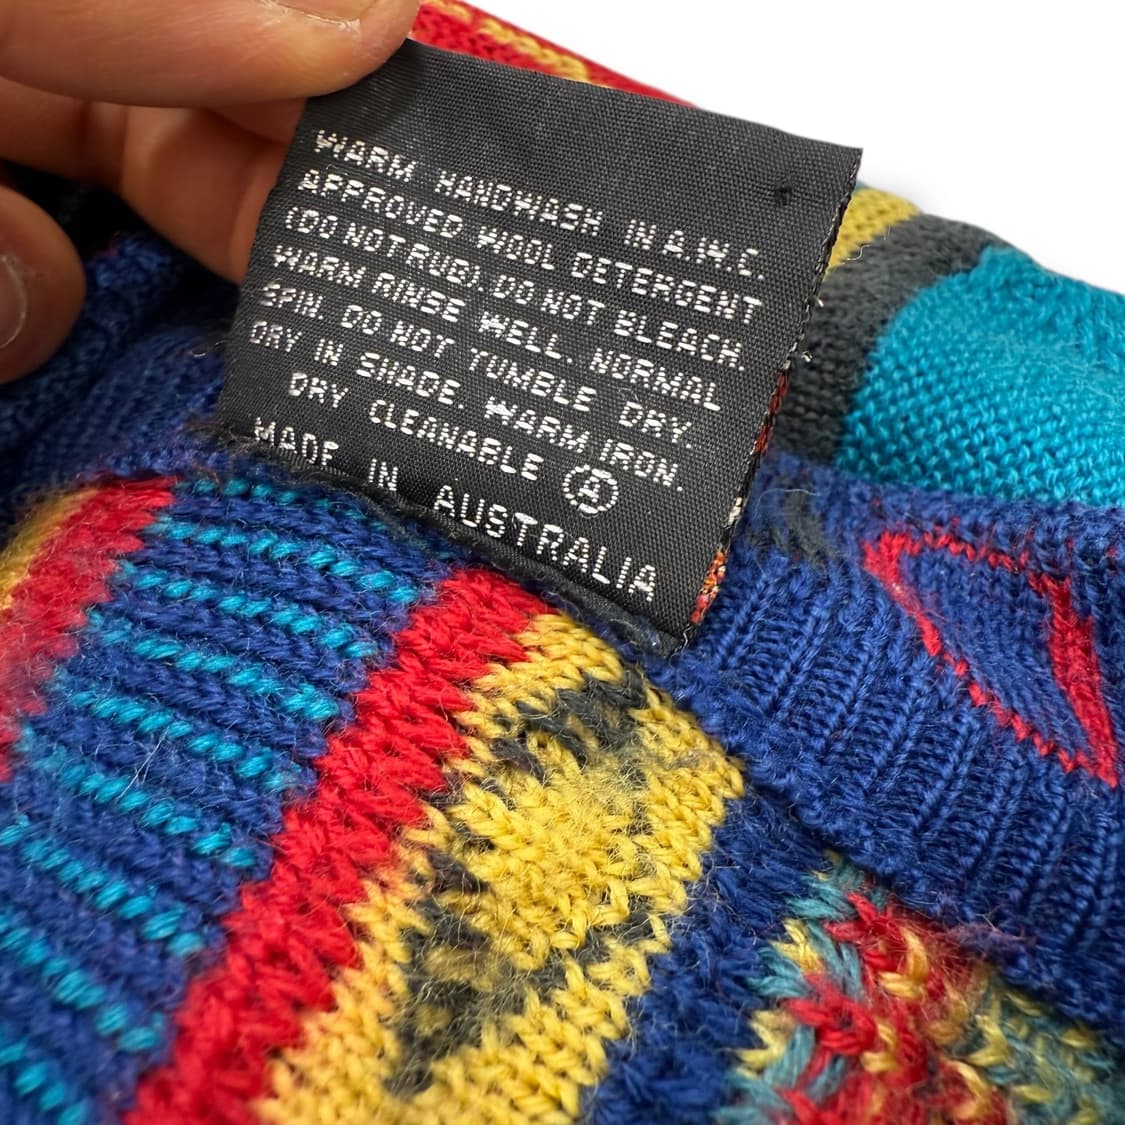 WARM HANDWASH IN A.W.C.
APPROVED WOOL DETERGENT
(DO NOT RUB). DO NOT BLEACH.
WARM RINSE WELL. NORMAL
SPIN. DO NOT TUMBLE DRY.
DRY IN SHADE. WARM IRON.
DRY CLEANABLE Ⓐ
MADE IN AUSTRALIA